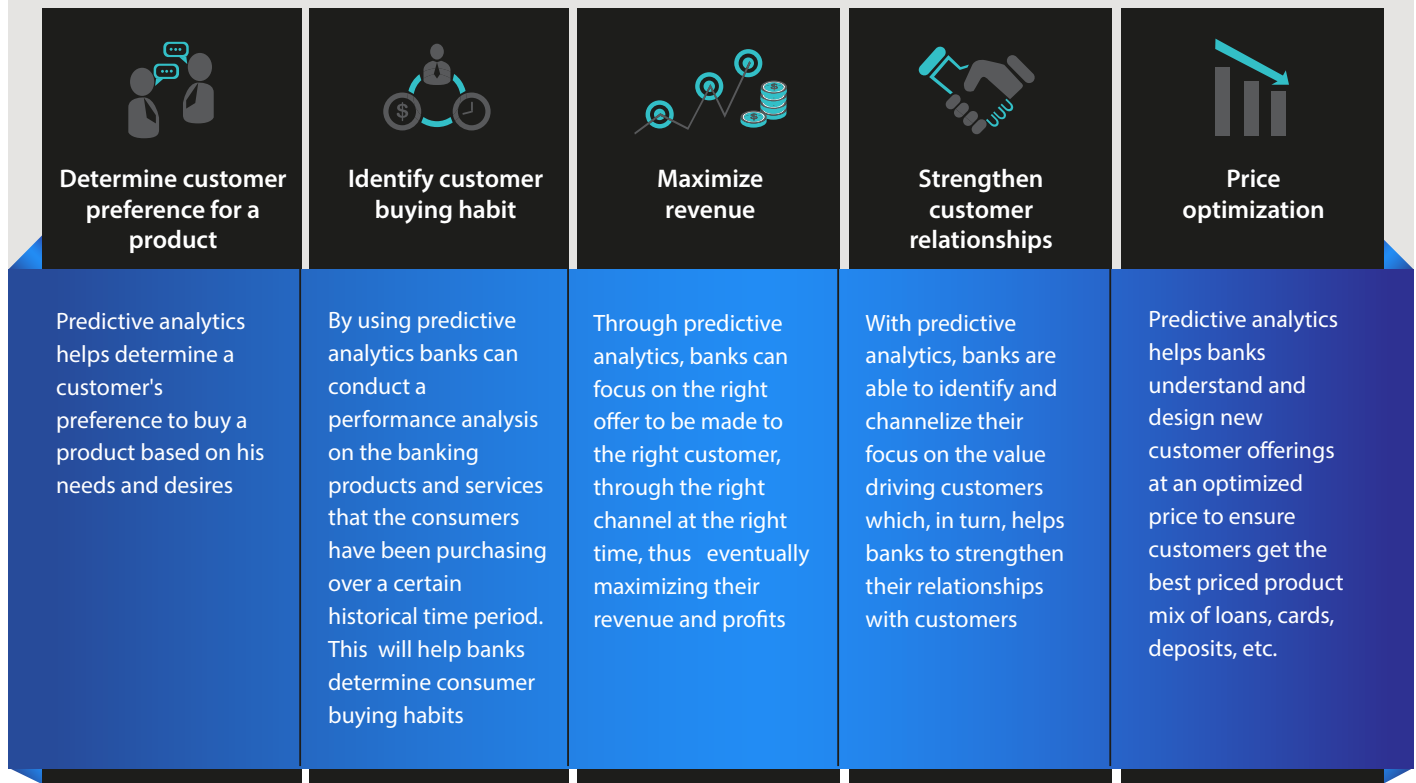 Determine customer
preference for a
product
Predictive analytics
helps determine a
customer's
preference to buy a
product based on his
needs and desires
Identify customer
buying habit
By using predictive
analytics banks can
conduct a
performance analysis
on the banking
products and services
that the consumers
have been purchasing
over a certain
historical time period.
This will help banks
determine consumer
buying habits
Maximize
revenue
Through predictive
analytics, banks can
focus on the right
offer to be made to
the right customer,
through the right
channel at the right
time, thus eventually
maximizing their
revenue and profits
Strengthen
customer
relationships
With predictive
analytics, banks are
able to identify and
channelize their
focus on the value
driving customers
which, in turn, helps
banks to strengthen
their relationships
with customers
Price
optimization
Predictive analytics
helps banks
understand and
design new
customer offerings
at an optimized
price to ensure
customers get the
best priced product
mix of loans, cards,
deposits, etc.